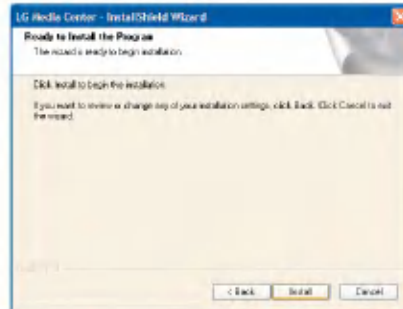 LG Media Center - InstallShield Wizard
Ready to Install the Program
The wizard is ready to begin installation.
Click Install to begin the installation.
If you want to review or change any of your installation settings, click Back. Click Cancel to exit
the wizard.
< Back
Install
Cancel